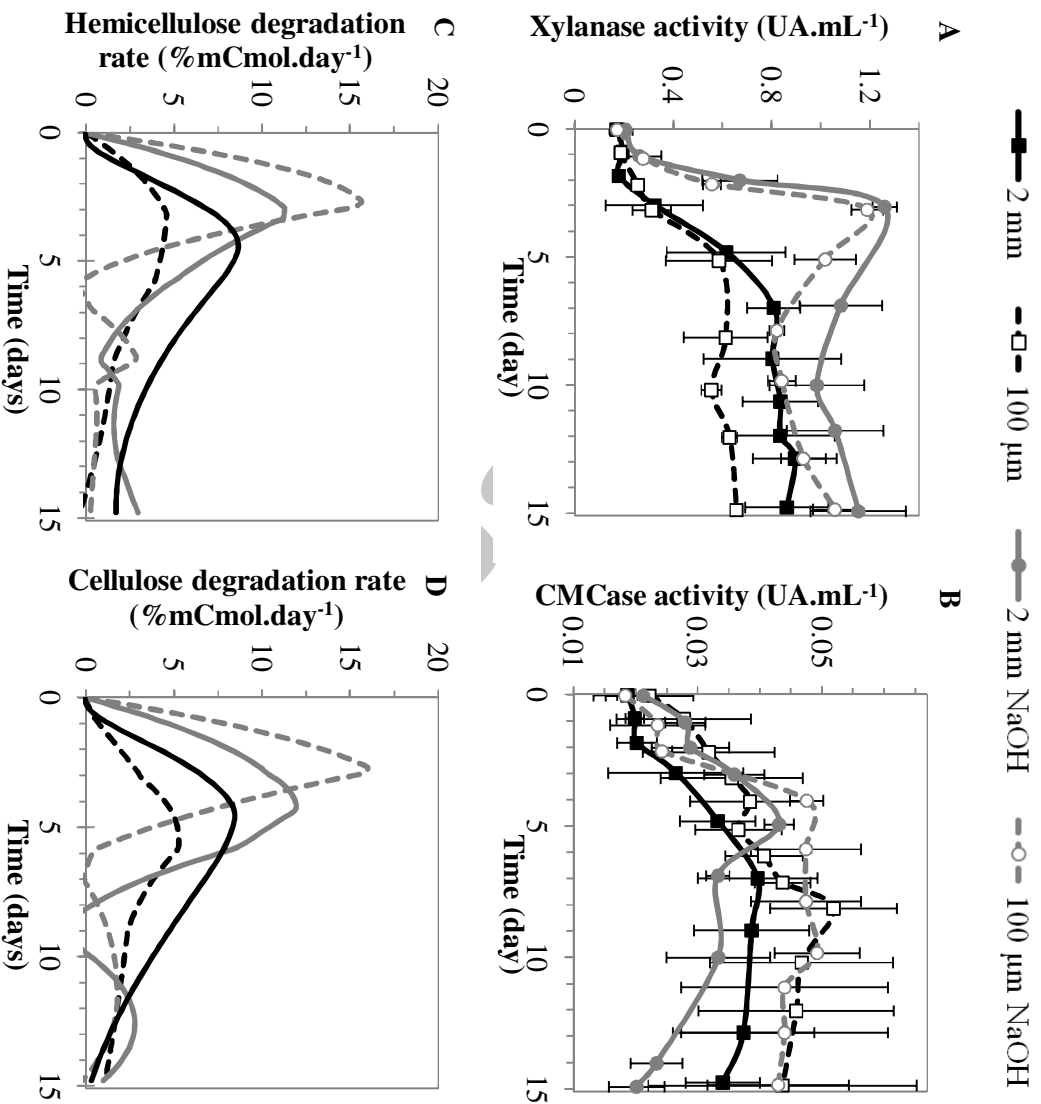 2 mm
100 µm
2 mm NaOH
100 µm NaOH
A
Xylanase activity (UA.mL-1)
0
0.4
0.8
1.2
0
5
10
15
Time (day)
B
CMCase activity (UA.mL-1)
0.01
0.03
0.05
0
5
10
15
Time (day)
C
Hemicellulose degradation
rate (%mCmol.day-1)
0
5
10
15
20
0
5
10
15
Time (days)
D
Cellulose degradation rate
(%mCmol.day-1)
0
5
10
15
20
0
5
10
15
Time (days)